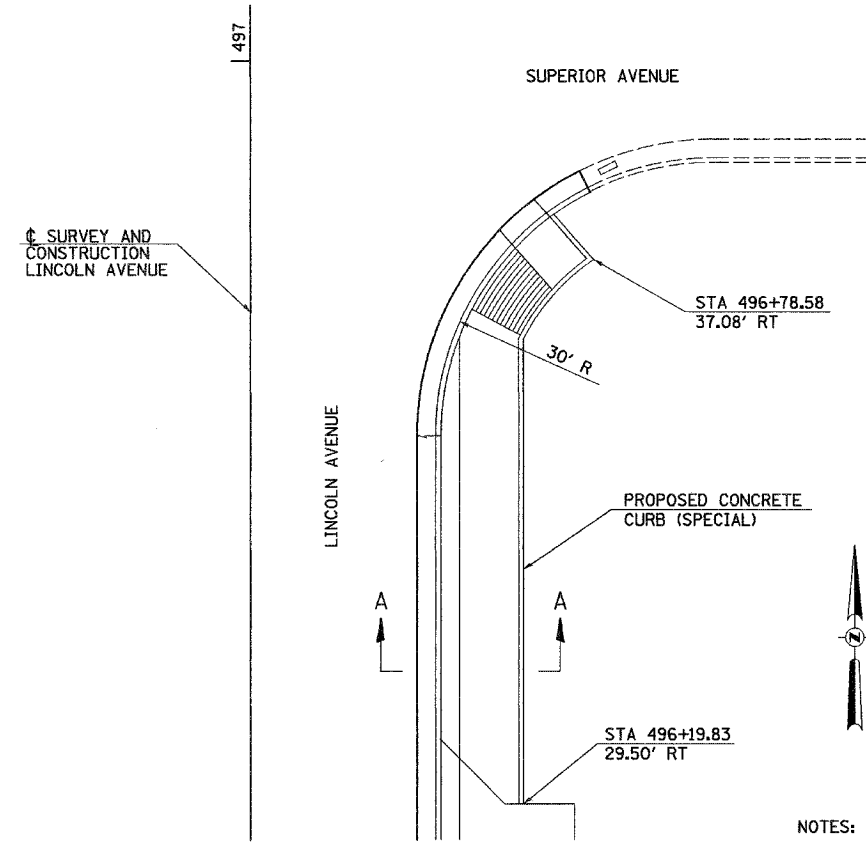 497
SUPERIOR AVENUE
℄ SURVEY AND
CONSTRUCTION
LINCOLN AVENUE
STA 496+78.58
37.08' RT
30' R
LINCOLN AVENUE
PROPOSED CONCRETE
CURB (SPECIAL)
A
A
N
STA 496+19.83
29.50' RT
NOTES: